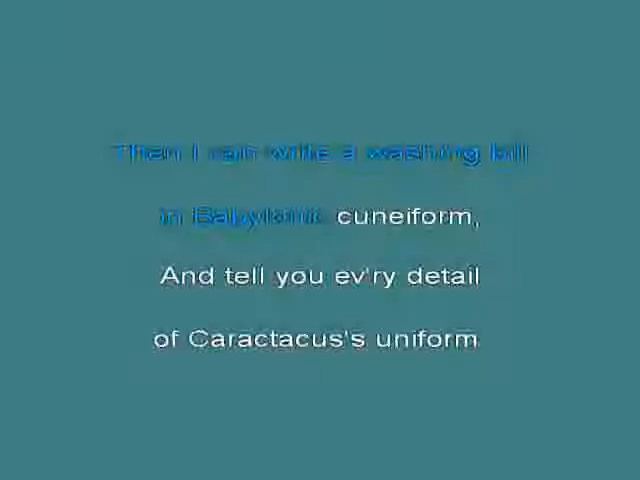 Then I can write a washing bill
in Babylonic cuneiform,
And tell you ev'ry detail
of Caractacus's uniform